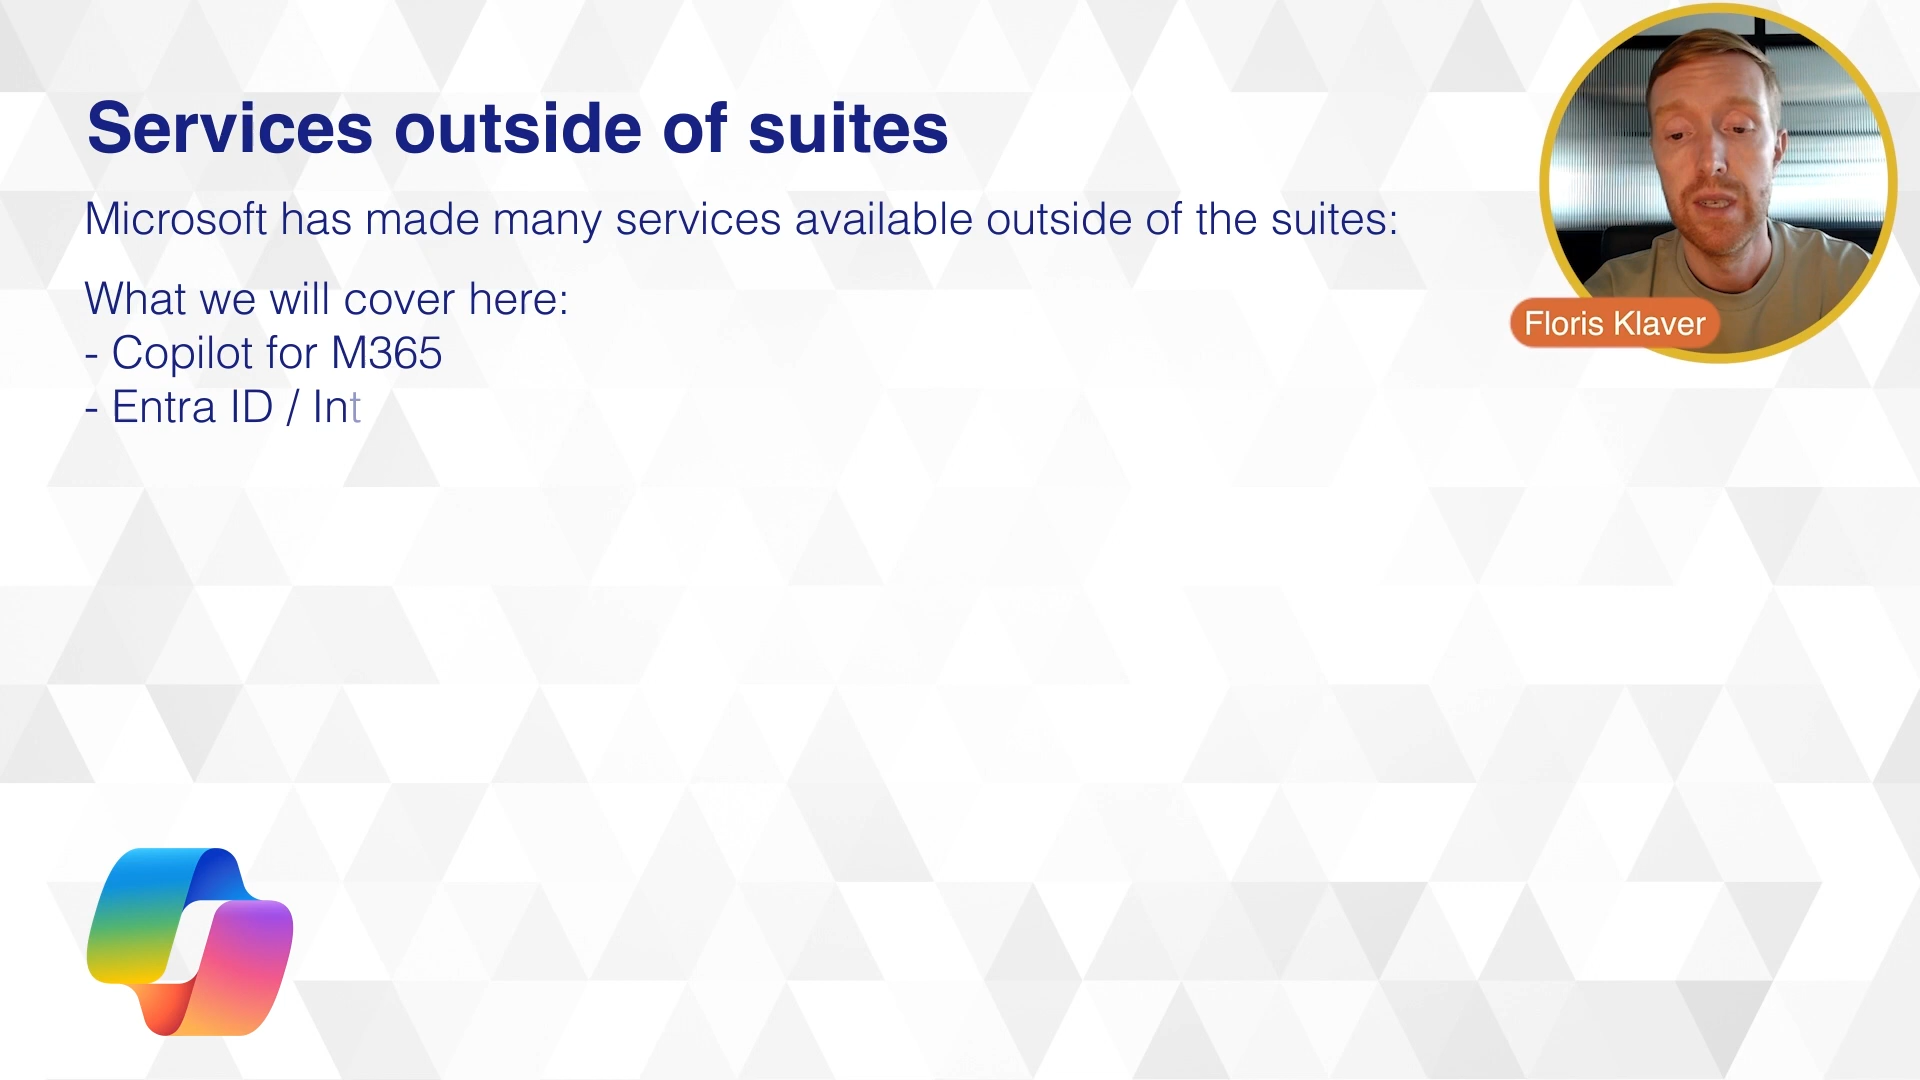 Services outside of suites
Microsoft has made many services available outside of the suites:
What we will cover here:
- Copilot for M365
- Entra ID / Int
Floris Klaver